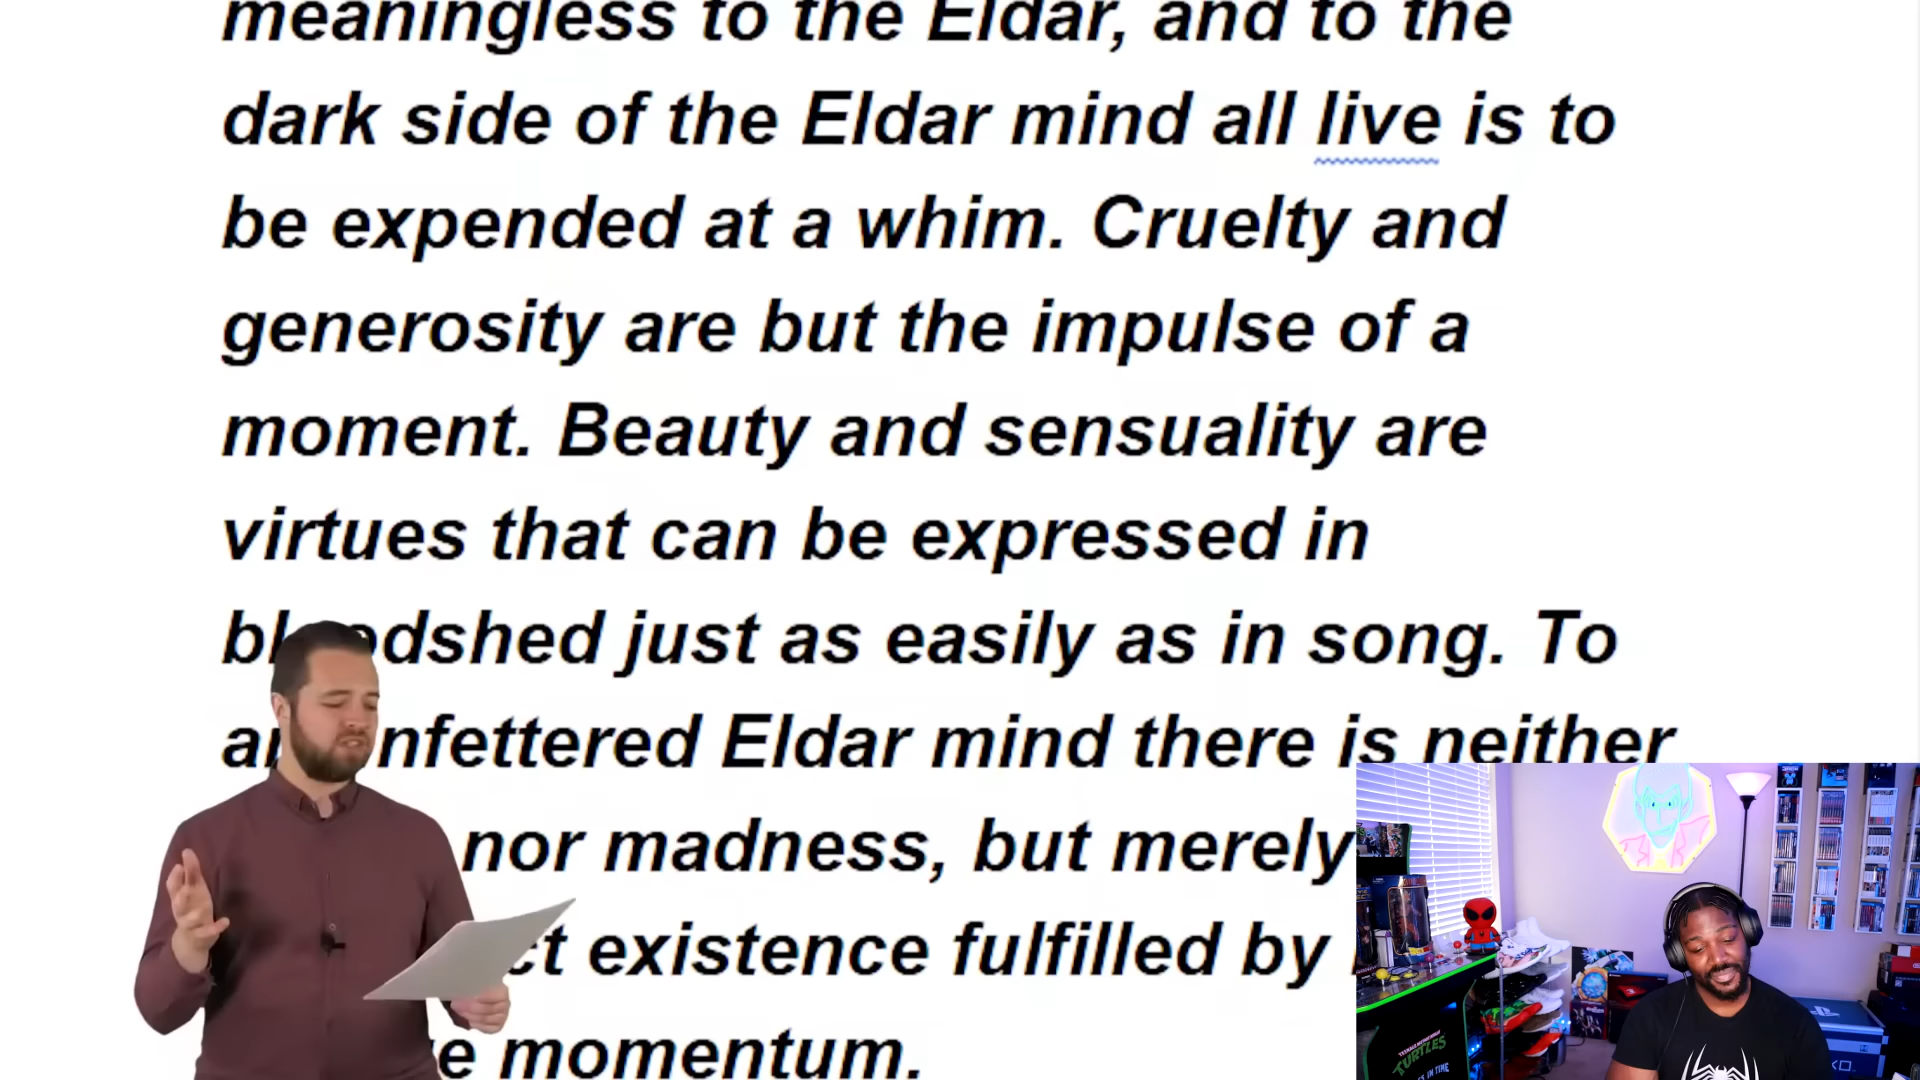 meaningless to the Eldar, and to the
dark side of the Eldar mind all live is to
be expended at a whim. Cruelty and
generosity are but the impulse of a
moment. Beauty and sensuality are
virtues that can be expressed in
just as easily as in song. To
Eldar mind there is neither
nor madness, but merely
existence fulfilled by
momentum.
TURTLES
IN TIME